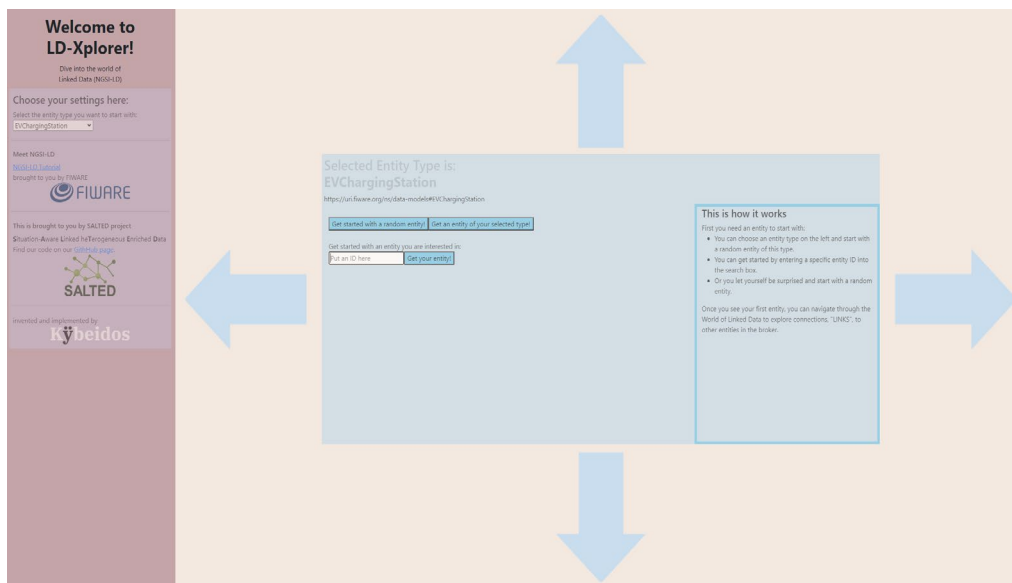 Welcome to
LD-Xplorer!
Dive into the world of
Linked Data (NGSI-LD)
Choose your settings here:
Select the entity type you want to start with:
EVChargingStation
Meet NGSI-LD
NGSI-LD Tutorial
brought to you by FIWARE
FIWARE
This is brought to you by SALTED project
Situation-Aware Linked heTerogeneous Enriched Data
Find our code on our GitHub page.
SALTED
invented and implemented by
Kÿbeidos
Selected Entity Type is:
EVChargingStation
https://uri.fiware.org/ns/data-models#EVChargingStation
Get started with a random entity! Get an entity of your selected type!
Get started with an entity you are interested in:
Put an ID here Get your entity!
This is how it works
First you need an entity to start with:
• You can choose an entity type on the left and start with
a random entity of this type.
• You can get started by entering a specific entity ID into
the search box.
• Or you let yourself be surprised and start with a random
entity.
Once you see your first entity, you can navigate through the
World of Linked Data to explore connections, "LINKS", to
other entities in the broker.